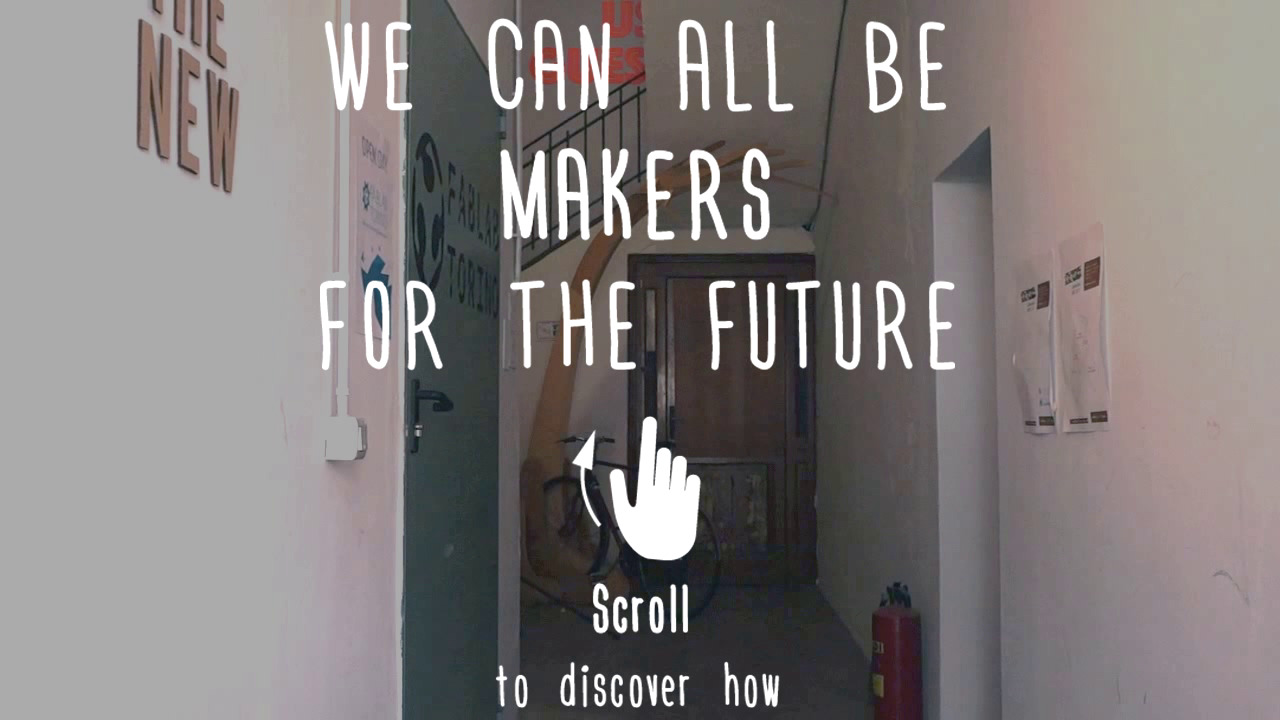 THE
NEW
WE CAN ALL BE
MAKERS
FOR THE FUTURE
OPEN DAY
FABLAB
TORINO
Scroll
to discover how